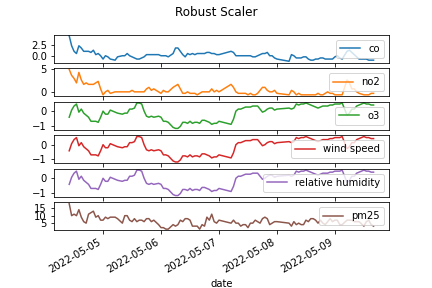 Robust Scaler
2.5
0.0
co
5
0
no2
0
−1
o3
0
−1
wind speed
0
−1
relative humidity
15
10
5
pm25
2022-05-05
2022-05-06
2022-05-07
2022-05-08
2022-05-09
date